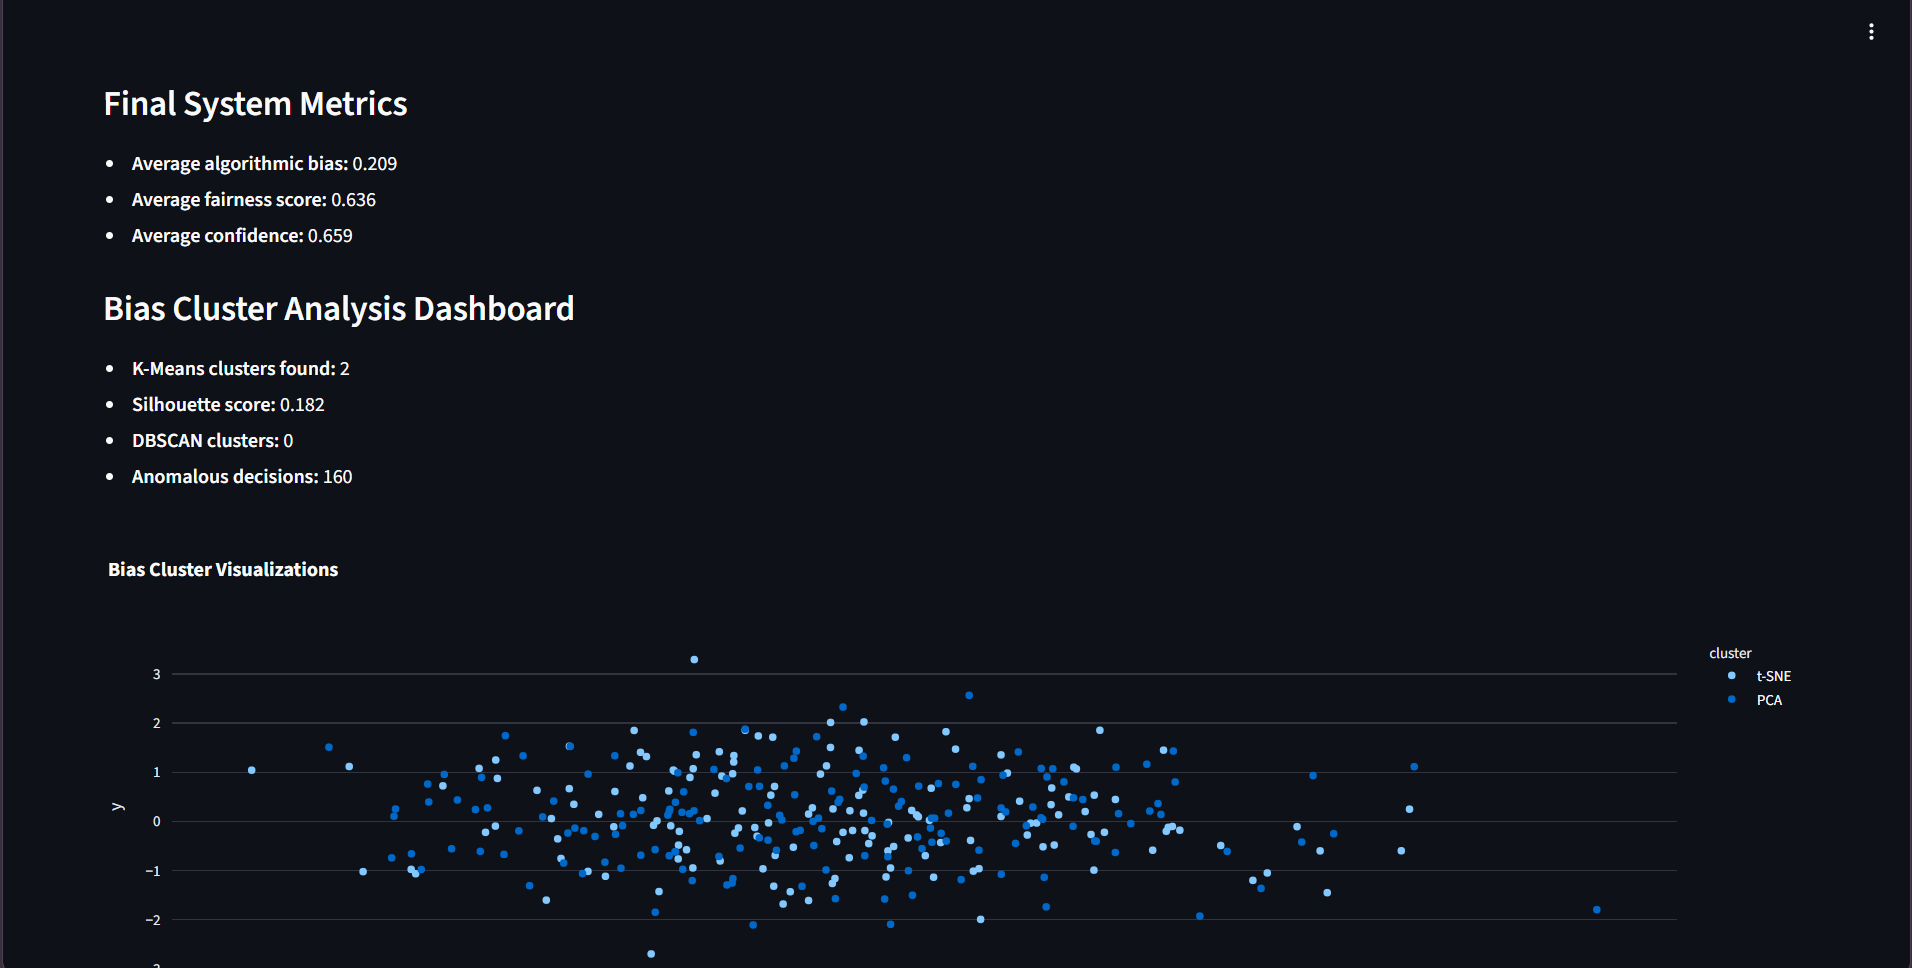 Final System Metrics
Average algorithmic bias: 0.209
Average fairness score: 0.636
Average confidence: 0.659
Bias Cluster Analysis Dashboard
K-Means clusters found: 2
Silhouette score: 0.182
DBSCAN clusters: 0
Anomalous decisions: 160
Bias Cluster Visualizations
cluster
t-SNE
PCA
3
2
1
0
−1
−2
y